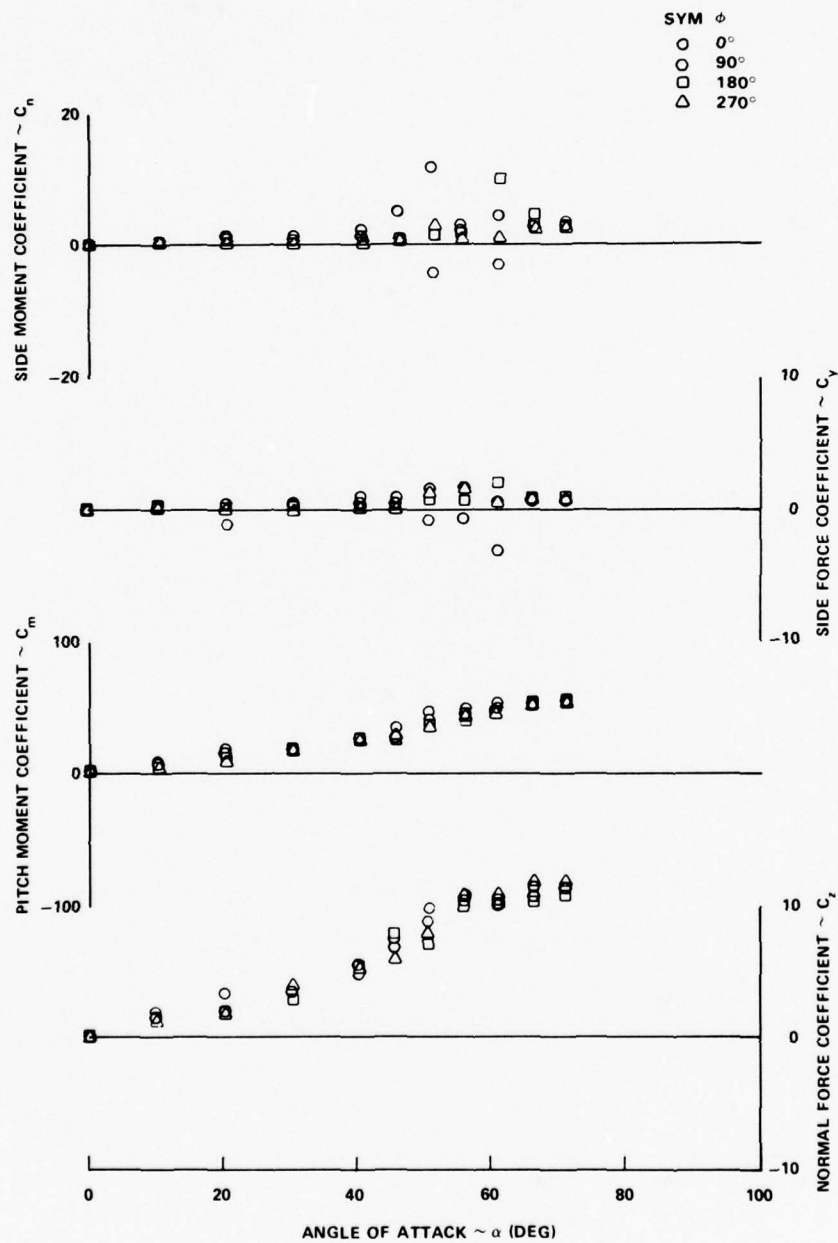 SYM φ
0°
90°
180°
270°
SIDE MOMENT COEFFICIENT ~ Cn
20
0
−20
SIDE FORCE COEFFICIENT ~ Cy
10
0
−10
PITCH MOMENT COEFFICIENT ~ Cm
100
0
−100
NORMAL FORCE COEFFICIENT ~ Cz
10
0
−10
0 20 40 60 80 100
ANGLE OF ATTACK ~ α (DEG)